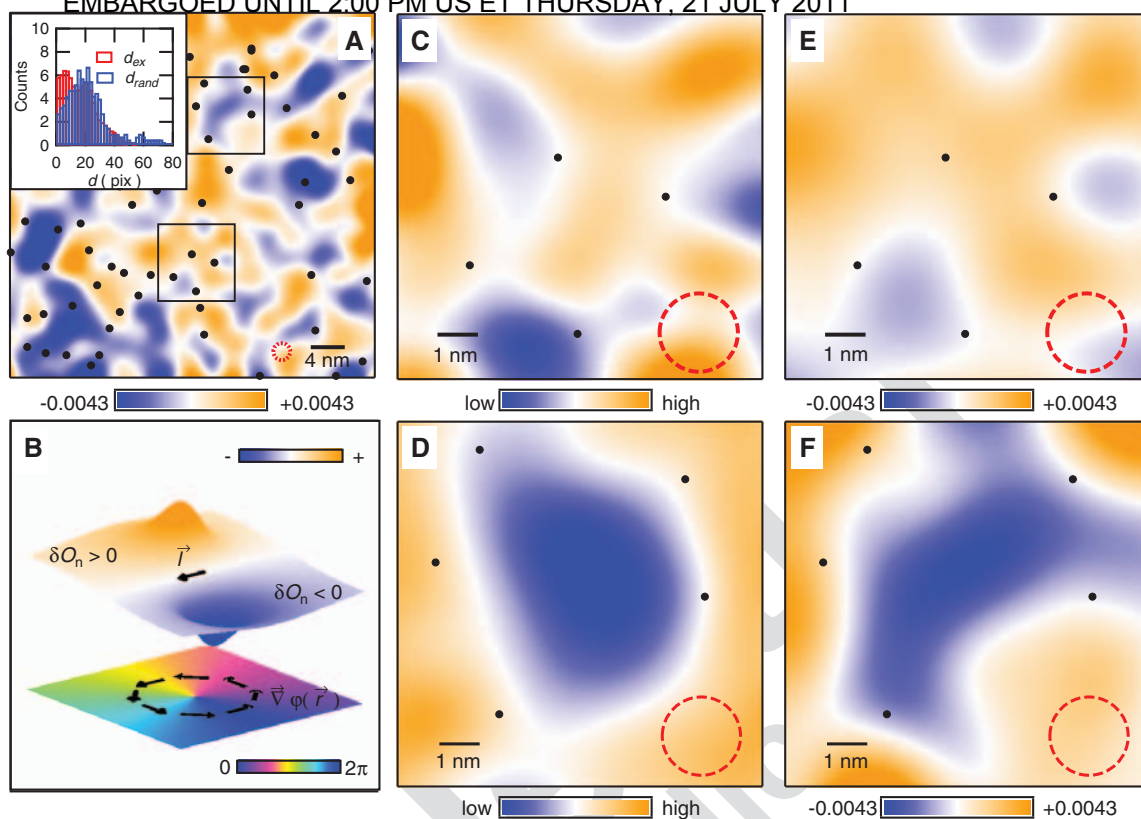 EMBARGOED UNTIL 2:00 PM US ET THURSDAY, 21 JULY 2011
A
10
8
6
4
2
0
Counts
d_ex
d_rand
0 20 40 60 80
d ( pix )
4 nm
-0.0043 +0.0043
C
1 nm
low high
E
1 nm
-0.0043 +0.0043
B
- +
δO_n > 0
l⃗
δO_n < 0
∇⃗ φ( r⃗ )
0 2π
D
1 nm
low high
F
1 nm
-0.0043 +0.0043